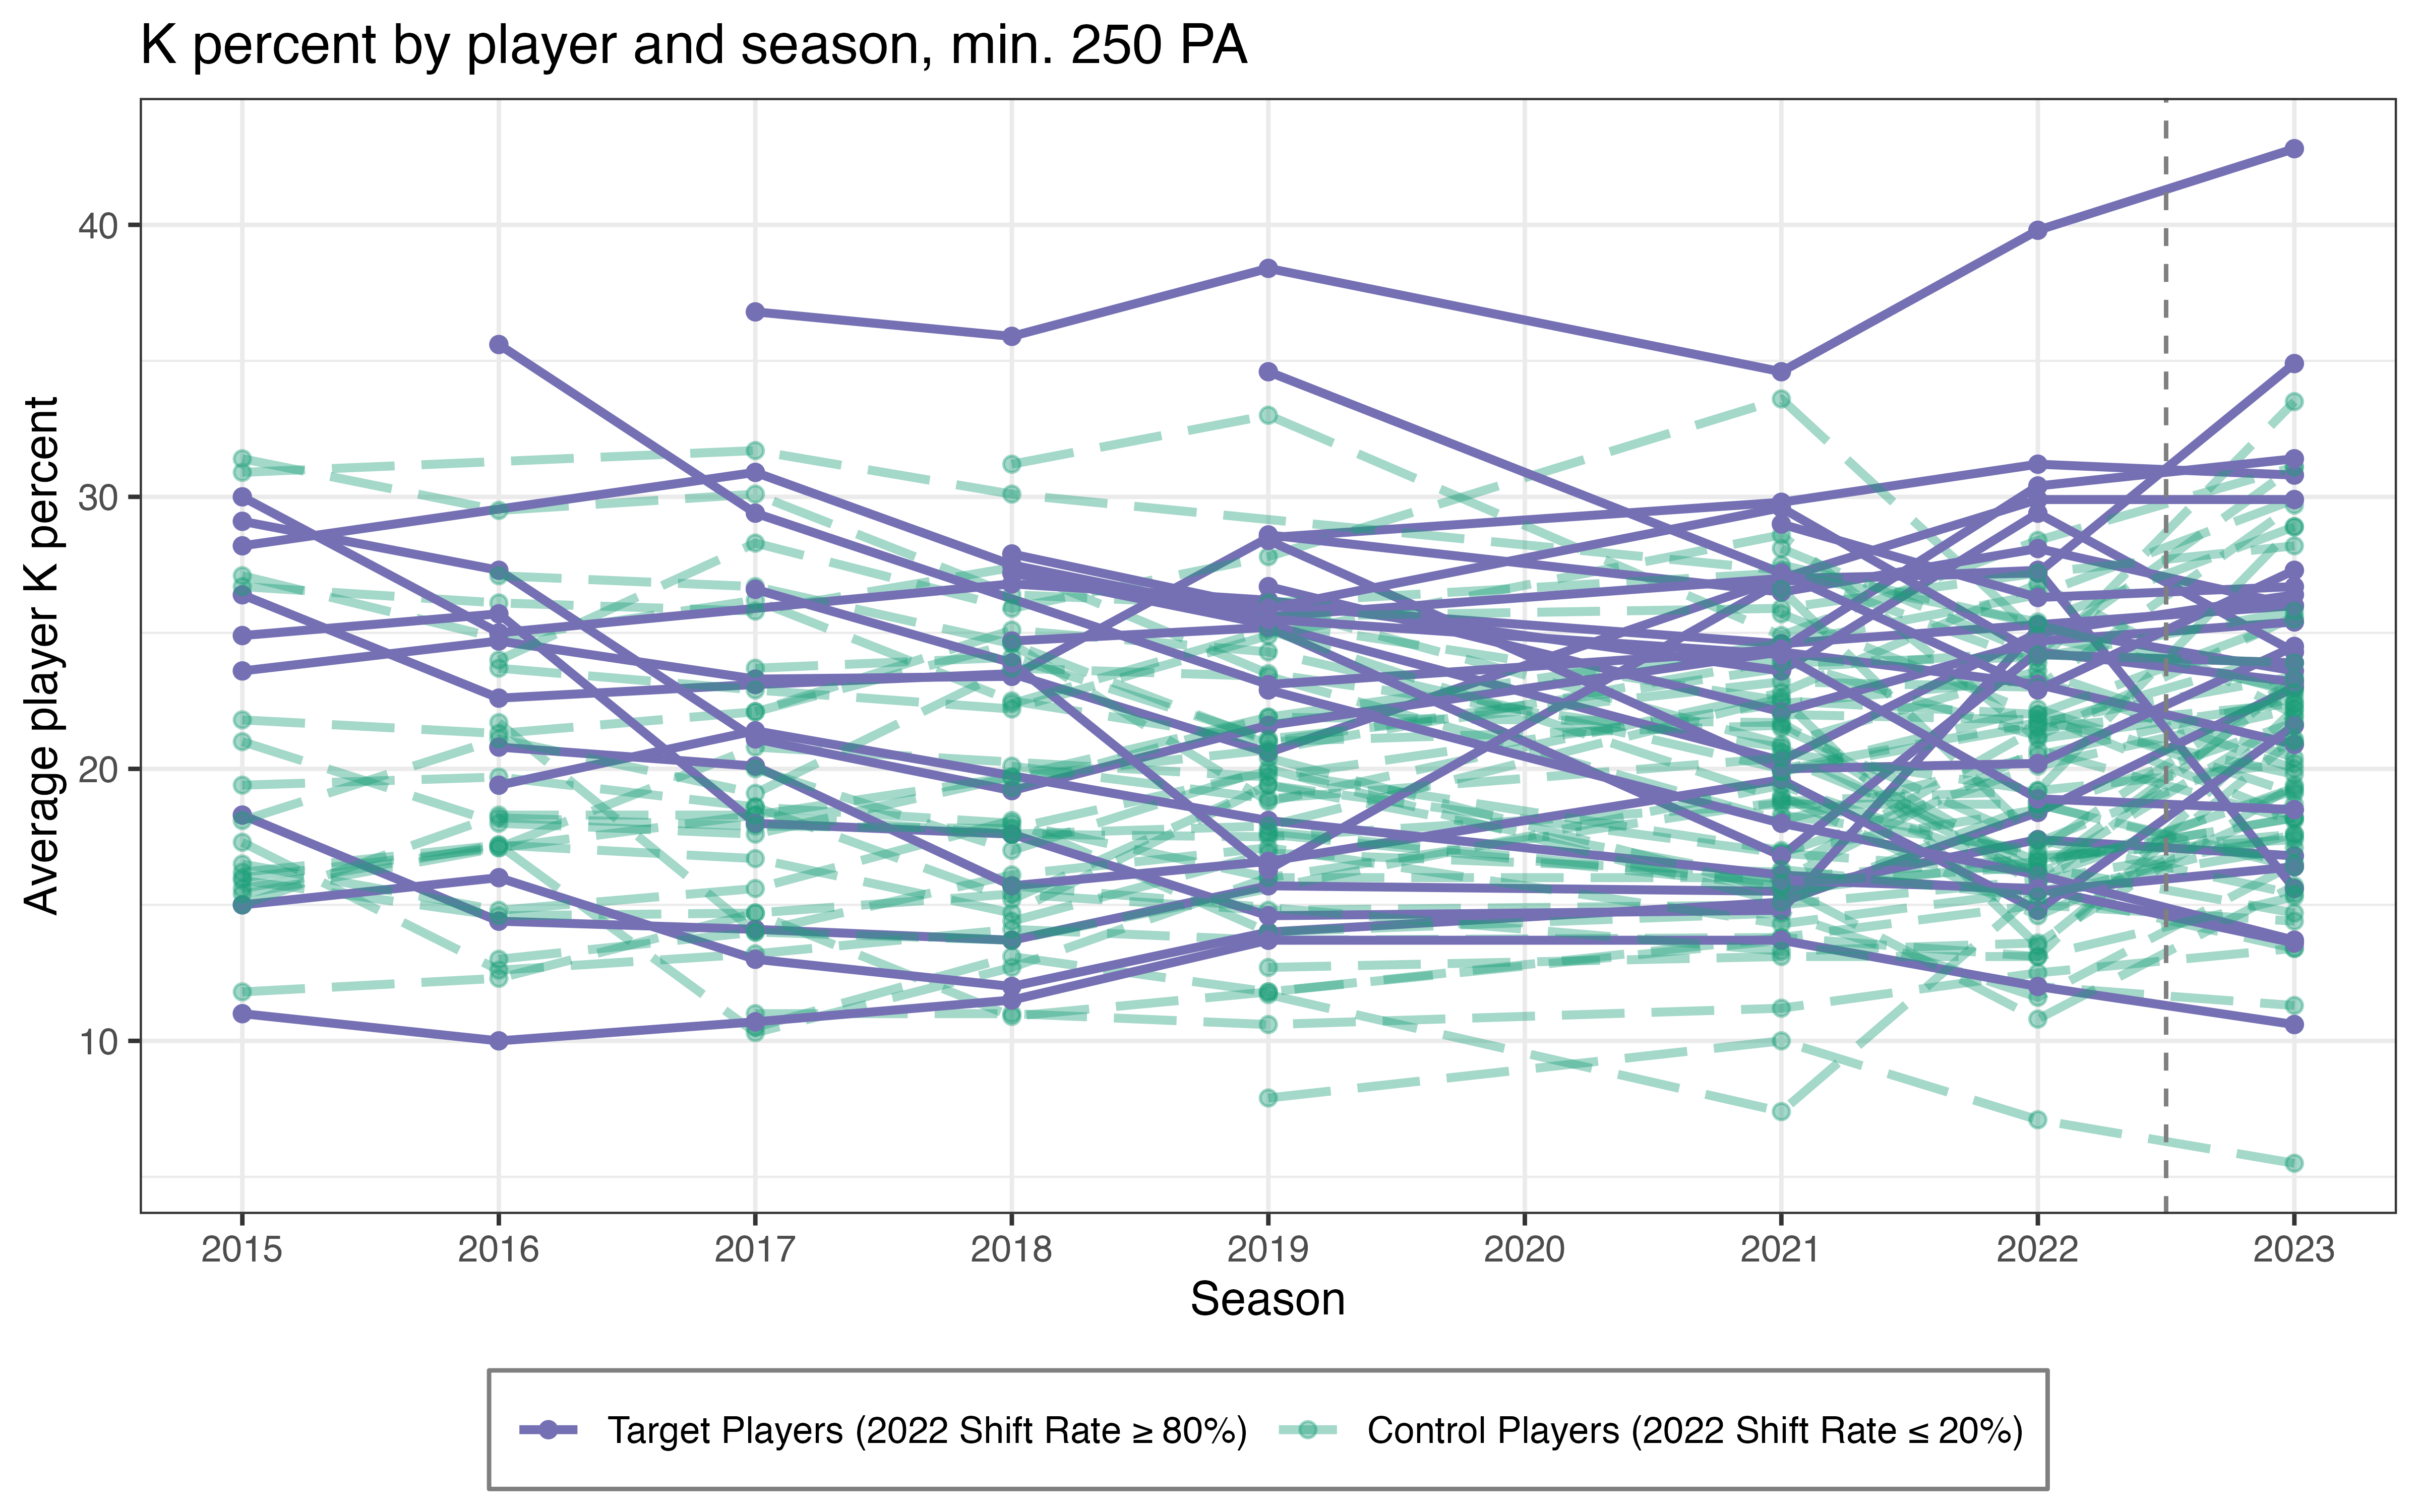 K percent by player and season, min. 250 PA
Average player K percent
40
30
20
10
2015 2016 2017 2018 2019 2020 2021 2022 2023
Season
Target Players (2022 Shift Rate ≥ 80%) Control Players (2022 Shift Rate ≤ 20%)